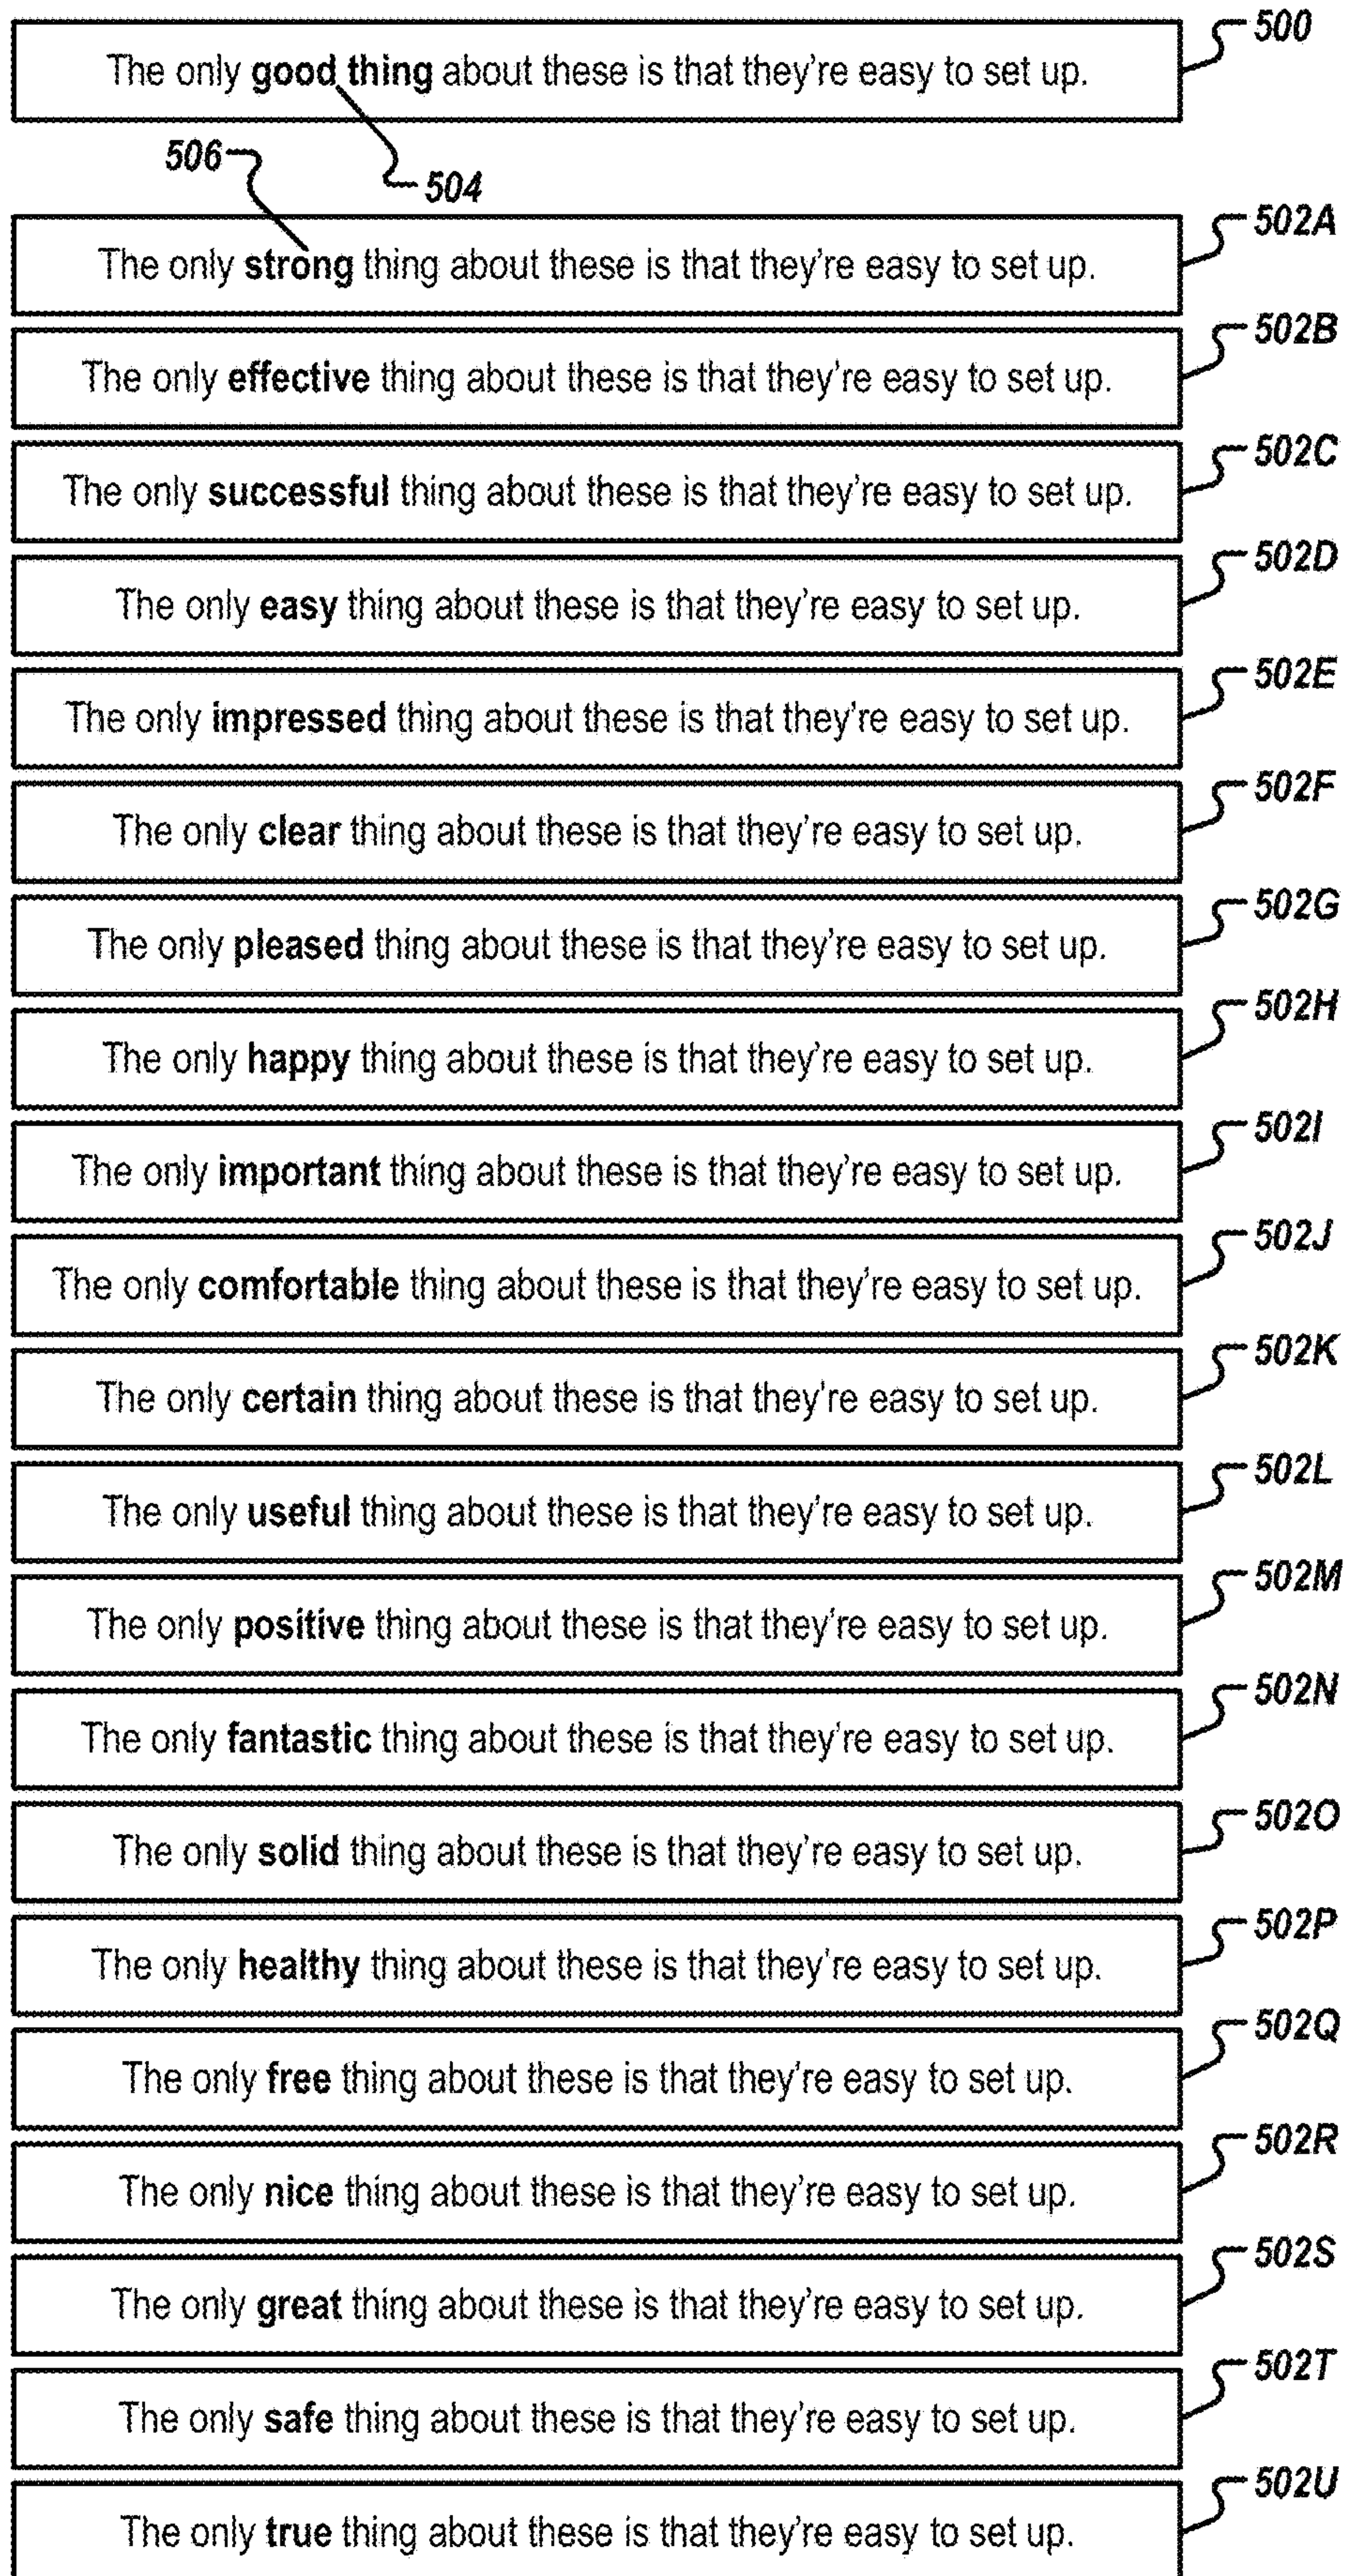 The only good thing about these is that they're easy to set up. 500
506 504
The only strong thing about these is that they're easy to set up. 502A
The only effective thing about these is that they're easy to set up. 502B
The only successful thing about these is that they're easy to set up. 502C
The only easy thing about these is that they're easy to set up. 502D
The only impressed thing about these is that they're easy to set up. 502E
The only clear thing about these is that they're easy to set up. 502F
The only pleased thing about these is that they're easy to set up. 502G
The only happy thing about these is that they're easy to set up. 502H
The only important thing about these is that they're easy to set up. 502I
The only comfortable thing about these is that they're easy to set up. 502J
The only certain thing about these is that they're easy to set up. 502K
The only useful thing about these is that they're easy to set up. 502L
The only positive thing about these is that they're easy to set up. 502M
The only fantastic thing about these is that they're easy to set up. 502N
The only solid thing about these is that they're easy to set up. 502O
The only healthy thing about these is that they're easy to set up. 502P
The only free thing about these is that they're easy to set up. 502Q
The only nice thing about these is that they're easy to set up. 502R
The only great thing about these is that they're easy to set up. 502S
The only safe thing about these is that they're easy to set up. 502T
The only true thing about these is that they're easy to set up. 502U